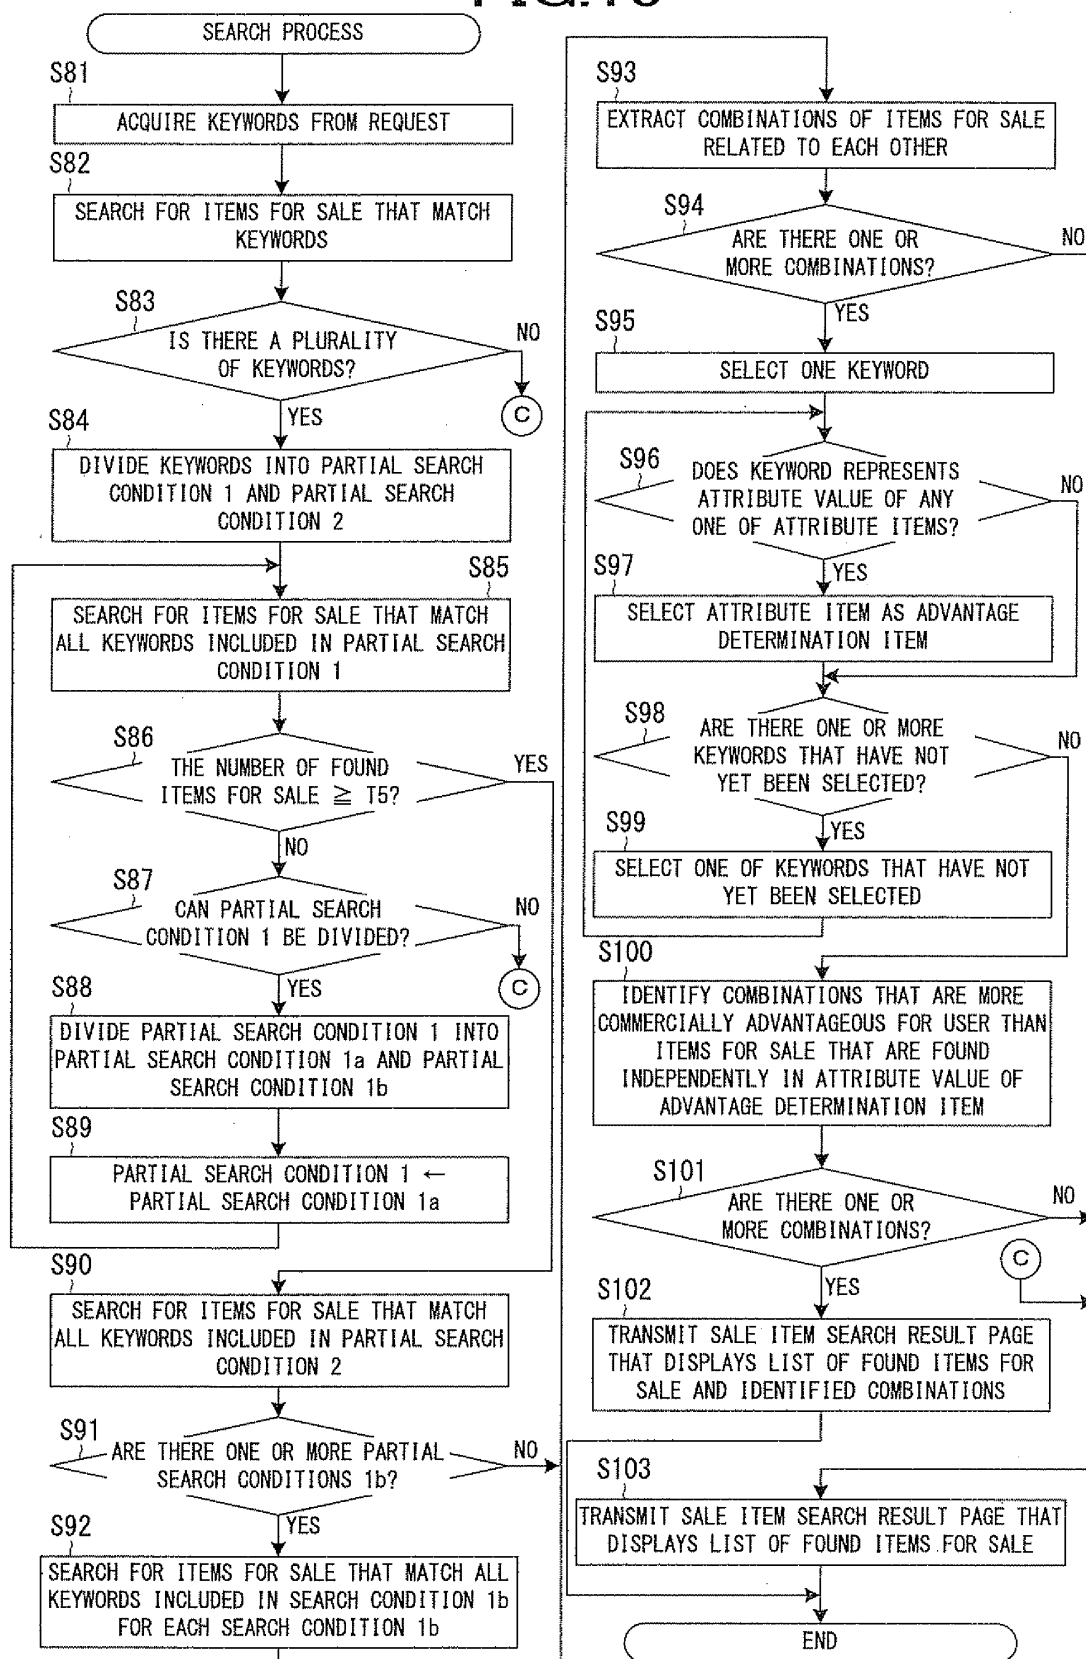 SEARCH PROCESS
S81
ACQUIRE KEYWORDS FROM REQUEST
S82
SEARCH FOR ITEMS FOR SALE THAT MATCH
KEYWORDS
S83
IS THERE A PLURALITY
OF KEYWORDS?
NO
C
YES
S84
DIVIDE KEYWORDS INTO PARTIAL SEARCH
CONDITION 1 AND PARTIAL SEARCH
CONDITION 2
S85
SEARCH FOR ITEMS FOR SALE THAT MATCH
ALL KEYWORDS INCLUDED IN PARTIAL SEARCH
CONDITION 1
S86
THE NUMBER OF FOUND
ITEMS FOR SALE ≧ T5?
YES
NO
S87
CAN PARTIAL SEARCH
CONDITION 1 BE DIVIDED?
NO
C
YES
S88
DIVIDE PARTIAL SEARCH CONDITION 1 INTO
PARTIAL SEARCH CONDITION 1a AND PARTIAL
SEARCH CONDITION 1b
S89
PARTIAL SEARCH CONDITION 1 ←
PARTIAL SEARCH CONDITION 1a
S90
SEARCH FOR ITEMS FOR SALE THAT MATCH
ALL KEYWORDS INCLUDED IN PARTIAL SEARCH
CONDITION 2
S91
ARE THERE ONE OR MORE PARTIAL
SEARCH CONDITIONS 1b?
NO
YES
S92
SEARCH FOR ITEMS FOR SALE THAT MATCH ALL
KEYWORDS INCLUDED IN SEARCH CONDITION 1b
FOR EACH SEARCH CONDITION 1b
S93
EXTRACT COMBINATIONS OF ITEMS FOR SALE
RELATED TO EACH OTHER
S94
ARE THERE ONE OR
MORE COMBINATIONS?
NO
YES
S95
SELECT ONE KEYWORD
S96
DOES KEYWORD REPRESENTS
ATTRIBUTE VALUE OF ANY
ONE OF ATTRIBUTE ITEMS?
NO
YES
S97
SELECT ATTRIBUTE ITEM AS ADVANTAGE
DETERMINATION ITEM
S98
ARE THERE ONE OR MORE
KEYWORDS THAT HAVE NOT
YET BEEN SELECTED?
NO
YES
S99
SELECT ONE OF KEYWORDS THAT HAVE NOT
YET BEEN SELECTED
S100
IDENTIFY COMBINATIONS THAT ARE MORE
COMMERCIALLY ADVANTAGEOUS FOR USER THAN
ITEMS FOR SALE THAT ARE FOUND
INDEPENDENTLY IN ATTRIBUTE VALUE OF
ADVANTAGE DETERMINATION ITEM
S101
ARE THERE ONE OR
MORE COMBINATIONS?
NO
C
YES
S102
TRANSMIT SALE ITEM SEARCH RESULT PAGE
THAT DISPLAYS LIST OF FOUND ITEMS FOR
SALE AND IDENTIFIED COMBINATIONS
S103
TRANSMIT SALE ITEM SEARCH RESULT PAGE THAT
DISPLAYS LIST OF FOUND ITEMS FOR SALE
END